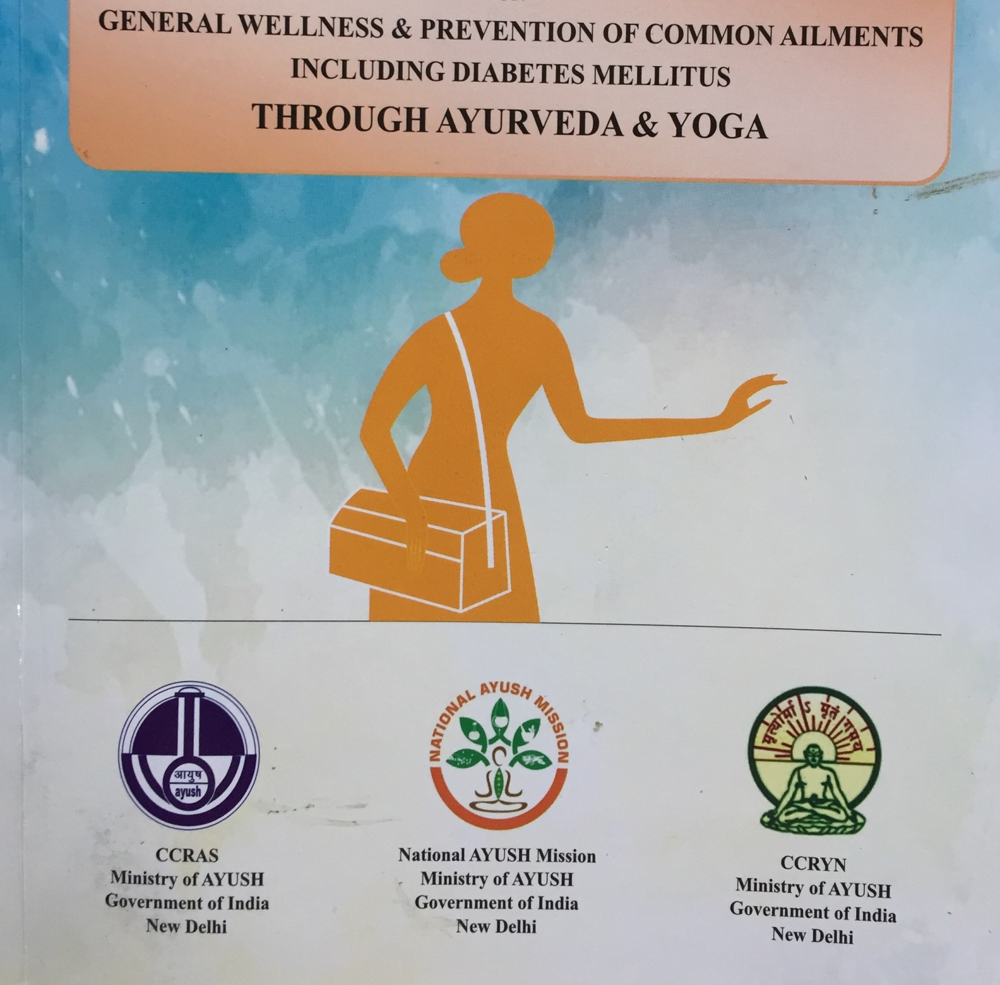 GENERAL WELLNESS & PREVENTION OF COMMON AILMENTS
INCLUDING DIABETES MELLITUS
THROUGH AYURVEDA & YOGA
आयुष
ayush
CCRAS
Ministry of AYUSH
Government of India
New Delhi
NATIONAL AYUSH MISSION
National AYUSH Mission
Ministry of AYUSH
Government of India
New Delhi
मृत्योर्मा ऽ मृतं गमय
CCRYN
Ministry of AYUSH
Government of India
New Delhi